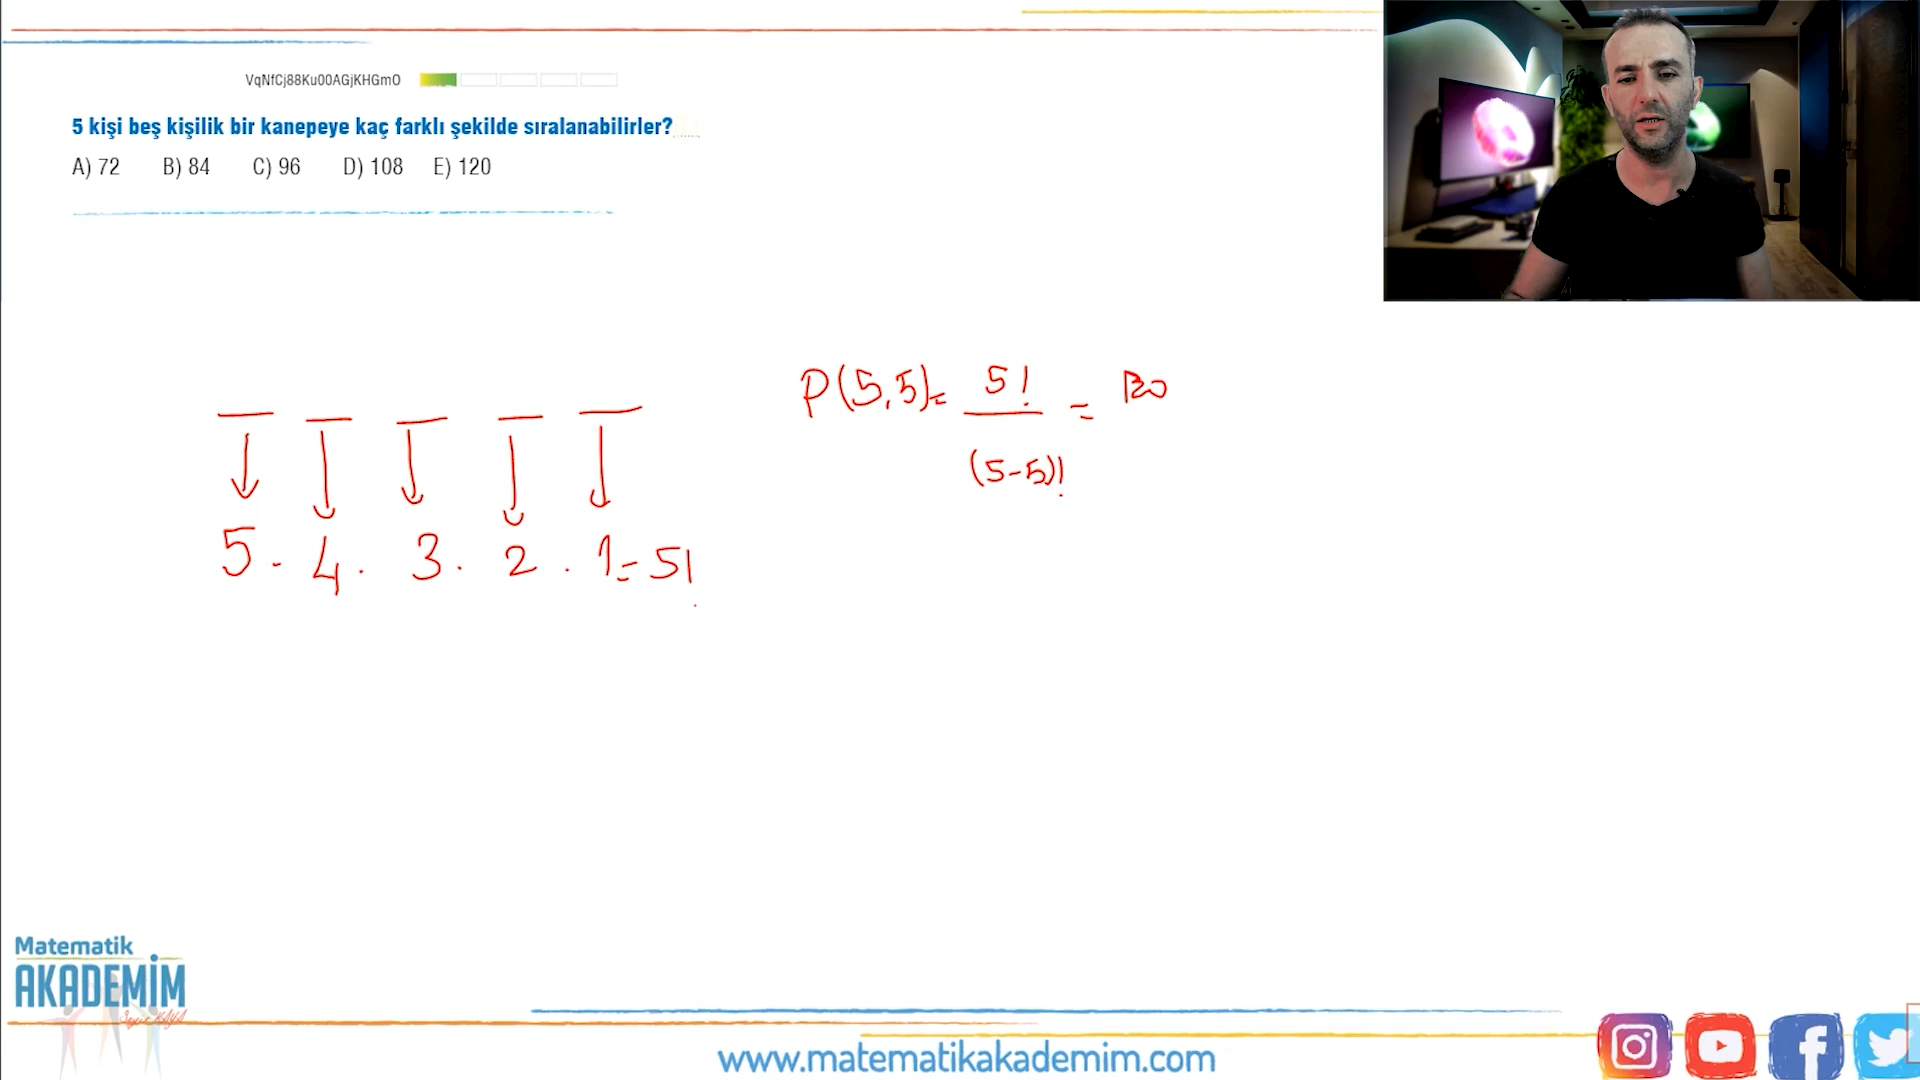 VqNfCj88Ku00AGjKHGmO
5 kişi beş kişilik bir kanepeye kaç farklı şekilde sıralanabilirler?
A) 72 B) 84 C) 96 D) 108 E) 120
P(5,5)= 5! = 120
(5-5)!
5 . 4 . 3 . 2 . 1 = 5!
Matematik
AKADEMİM
www.matematikakademim.com